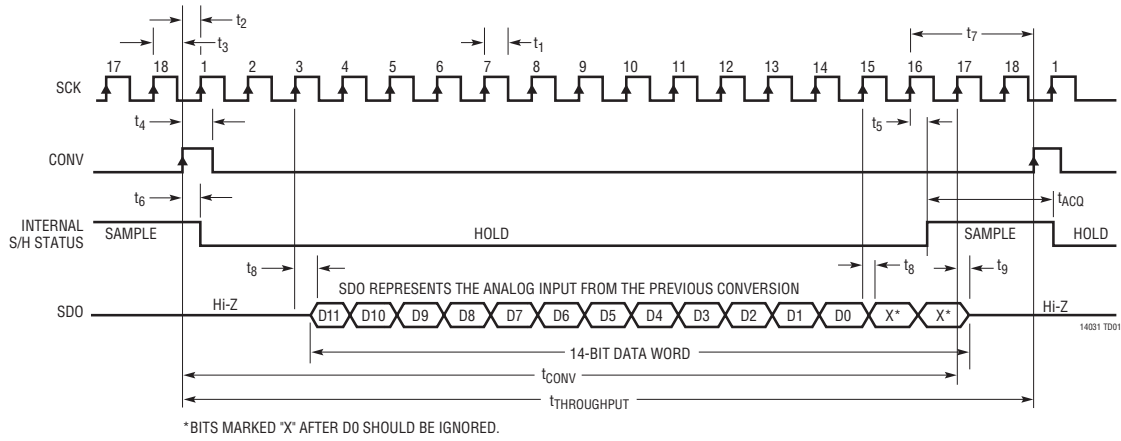 t2
t3
t1
t7
17 18 1 2 3 4 5 6 7 8 9 10 11 12 13 14 15 16 17 18 1
SCK
t4
t5
CONV
t6
tACQ
INTERNAL
S/H STATUS
SAMPLE HOLD SAMPLE HOLD
t8
t8
t9
SDO REPRESENTS THE ANALOG INPUT FROM THE PREVIOUS CONVERSION
SDO Hi-Z D11 D10 D9 D8 D7 D6 D5 D4 D3 D2 D1 D0 X* X* Hi-Z
14031 TD01
14-BIT DATA WORD
tCONV
tTHROUGHPUT
*BITS MARKED "X" AFTER D0 SHOULD BE IGNORED.